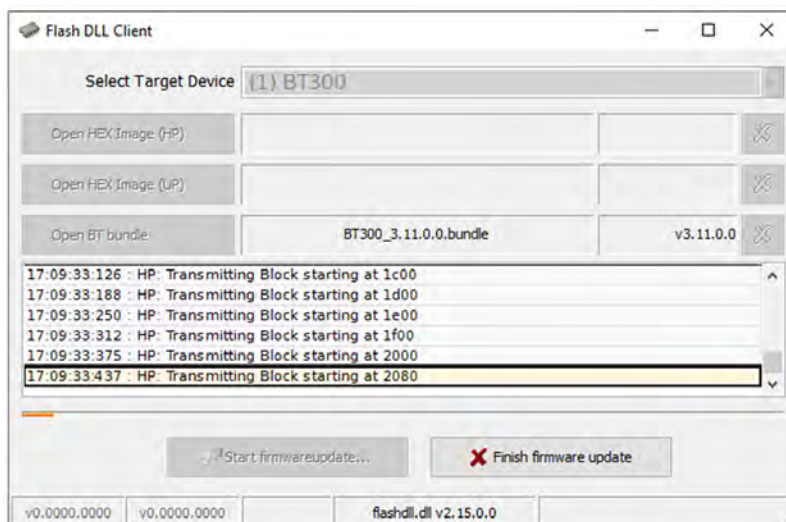 Flash DLL Client
Select Target Device (1) BT300
Open HEX Image (HP)
Open HEX Image (UP)
Open BT bundle BT300_3.11.0.0.bundle v3.11.0.0
17:09:33:126 : HP: Transmitting Block starting at 1c00
17:09:33:188 : HP: Transmitting Block starting at 1d00
17:09:33:250 : HP: Transmitting Block starting at 1e00
17:09:33:312 : HP: Transmitting Block starting at 1f00
17:09:33:375 : HP: Transmitting Block starting at 2000
17:09:33:437 : HP: Transmitting Block starting at 2080
Start firmwareupdate... Finish firmware update
v0.0000.0000 v0.0000.0000 flashdll.dll v2.15.0.0